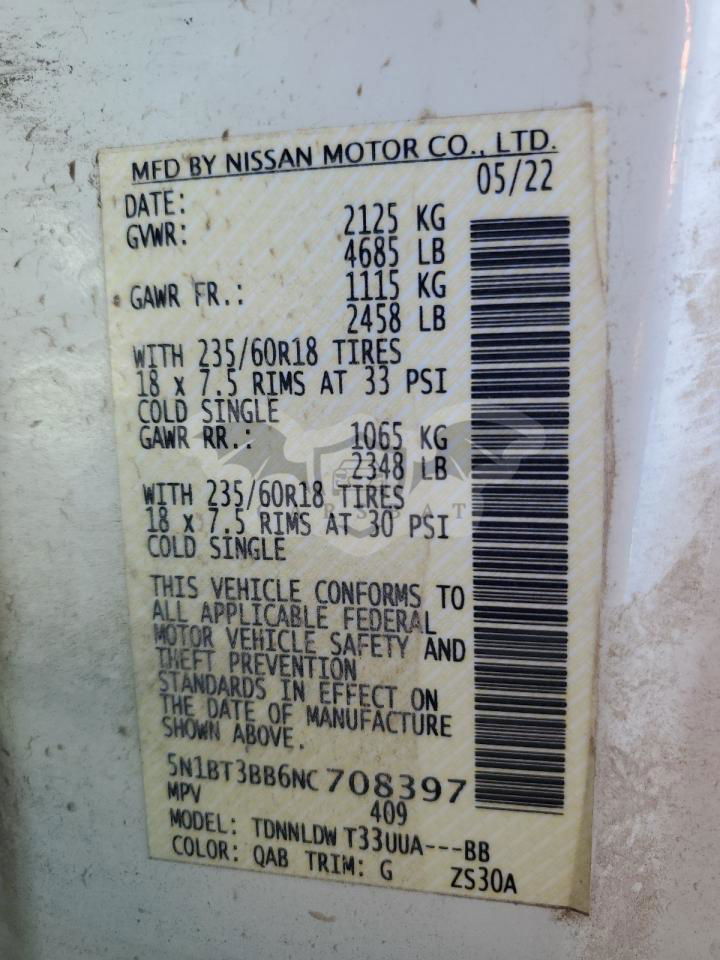 MFD BY NISSAN MOTOR CO., LTD.
DATE: 05/22
GVWR: 2125 KG
4685 LB
GAWR FR.: 1115 KG
2458 LB
WITH 235/60R18 TIRES
18 x 7.5 RIMS AT 33 PSI
COLD SINGLE
GAWR RR.: 1065 KG
2348 LB
WITH 235/60R18 TIRES
18 x 7.5 RIMS AT 30 PSI
COLD SINGLE
THIS VEHICLE CONFORMS TO
ALL APPLICABLE FEDERAL
MOTOR VEHICLE SAFETY AND
THEFT PREVENTION
STANDARDS IN EFFECT ON
THE DATE OF MANUFACTURE
SHOWN ABOVE.
5N1BT3BB6NC708397
MPV 409
MODEL: TDNNLDW T33UUA---BB
COLOR: QAB TRIM: G ZS30A